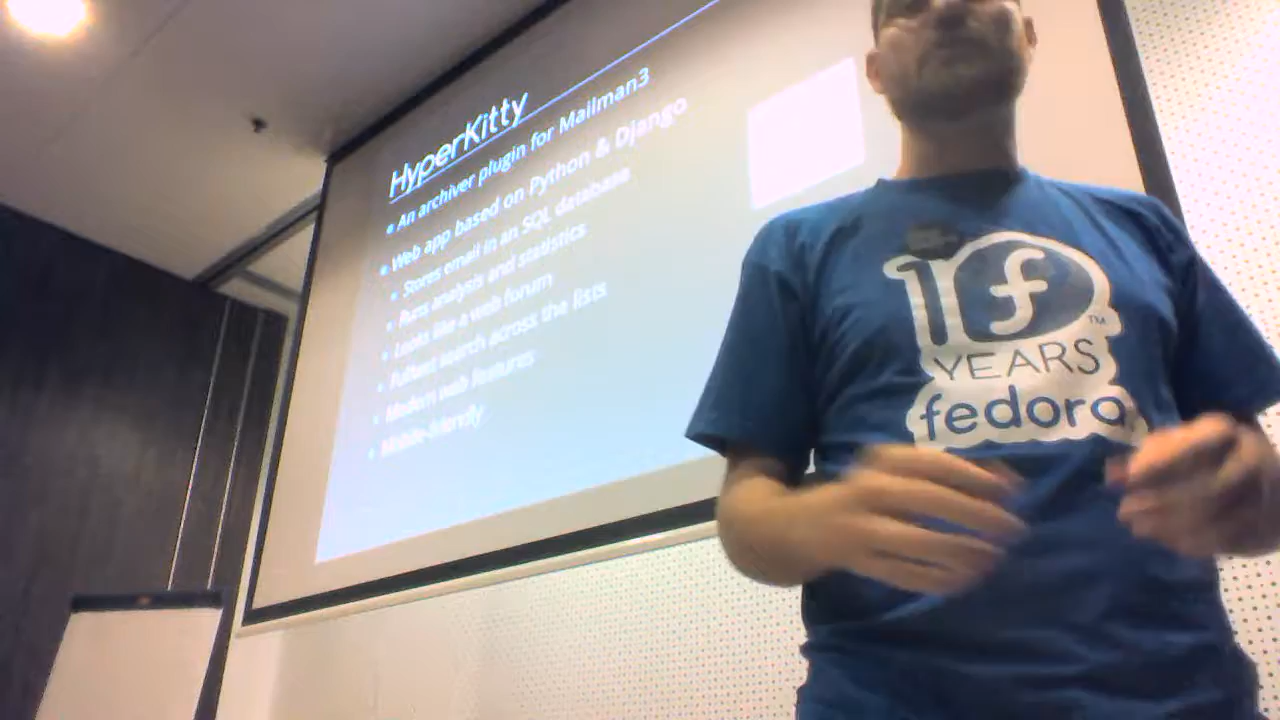 HyperKitty
An archiver plugin for Mailman3
Web app based on Python & Django
Stores email in an SQL database
Runs analysis and statistics
Looks like a web forum
Fulltext search across the lists
Modern web features
Mobile-friendly
10
YEARS
fedora
TM